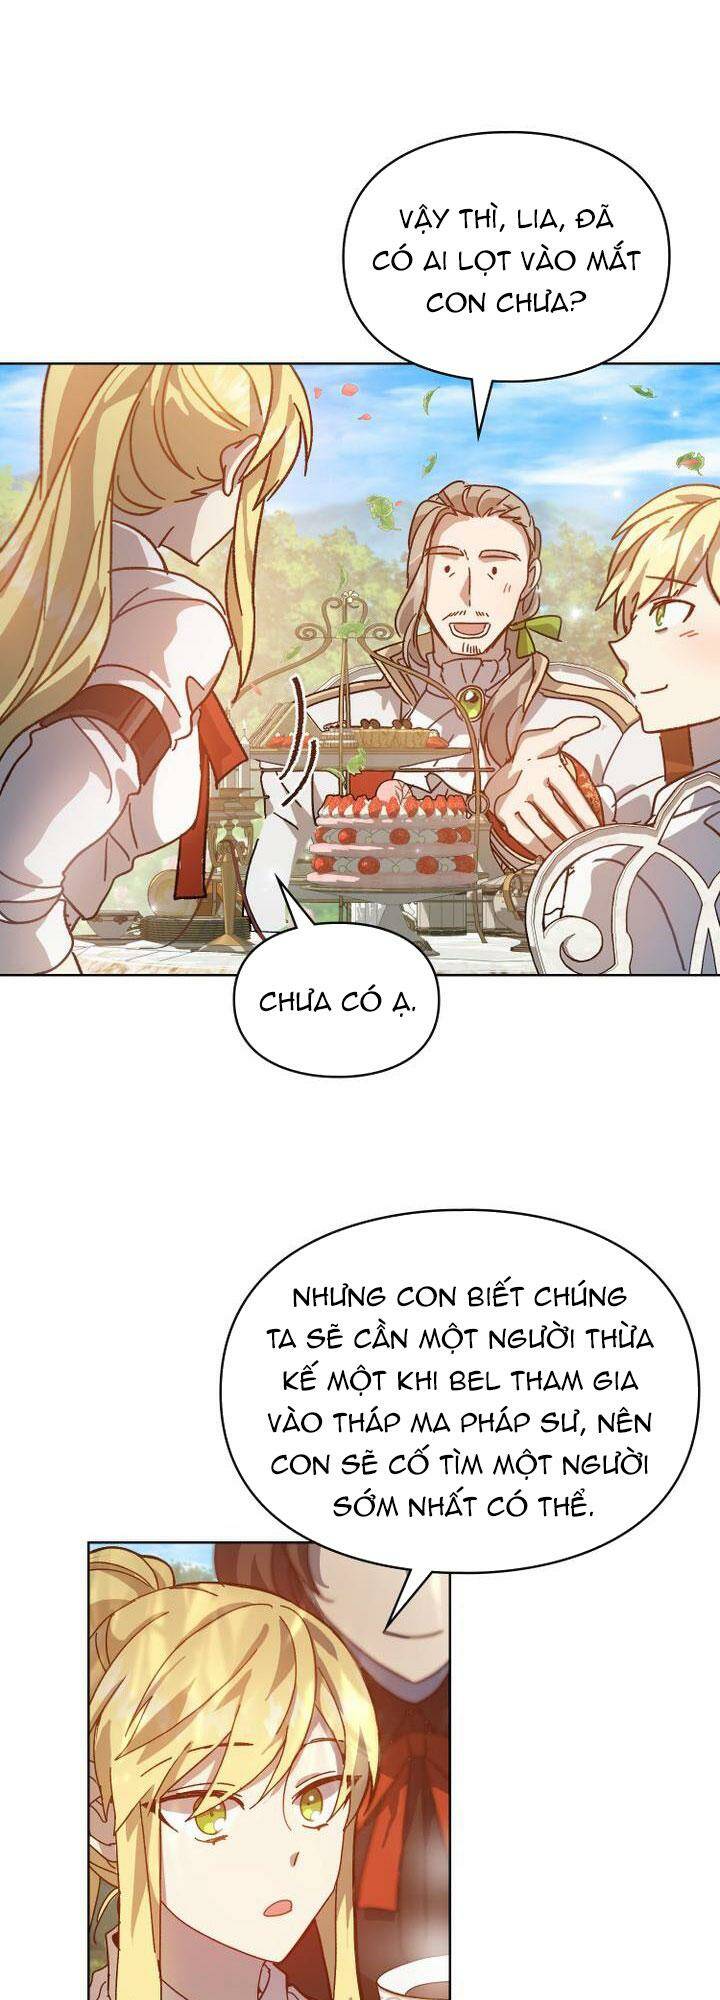 VẬY THÌ, LIA, ĐÃ
CÓ AI LỌT VÀO MẮT
CON CHƯA?
CHƯA CÓ Ạ.
NHƯNG CON BIẾT CHÚNG
TA SẼ CẦN MỘT NGƯỜI THỪA
KẾ MỘT KHI BEL THAM GIA
VÀO THÁP MA PHÁP SƯ, NÊN
CON SẼ CỐ TÌM MỘT NGƯỜI
SỚM NHẤT CÓ THỂ.